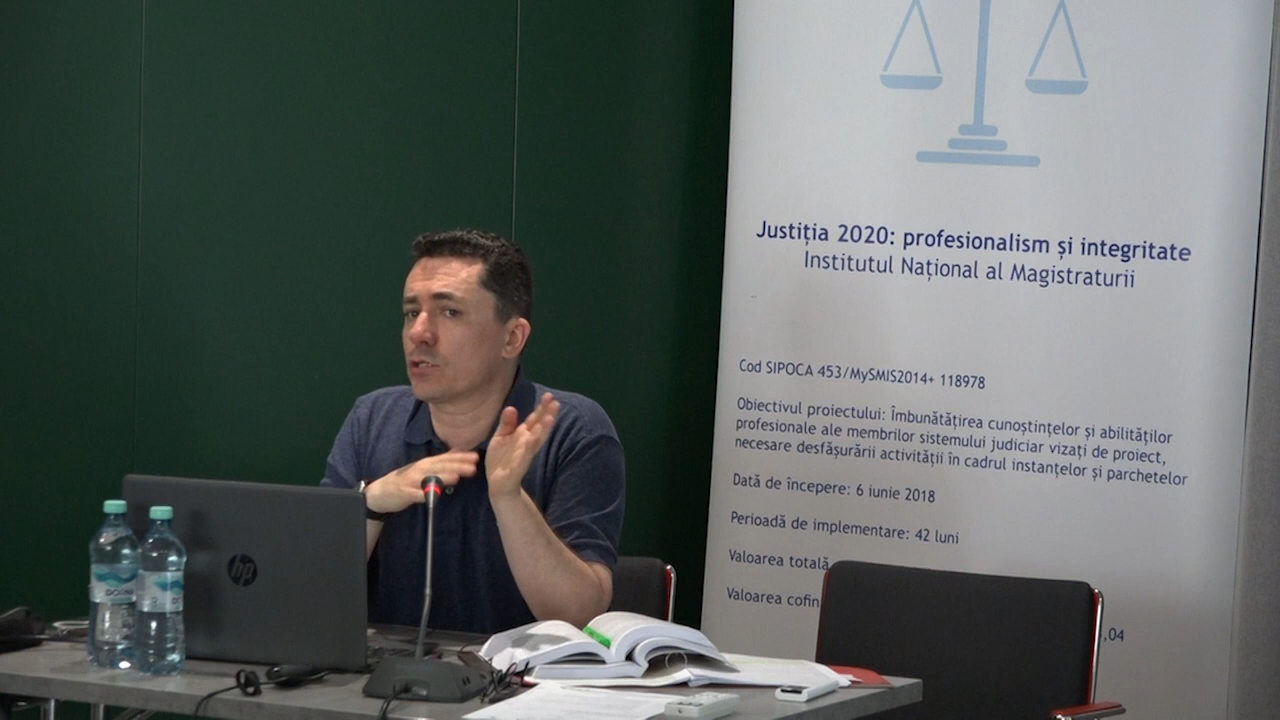 Justiția 2020: profesionalism și integritate
Institutul Național al Magistraturii
Cod SIPOCA 453/MySMIS2014+ 118978
Obiectivul proiectului: Îmbunătățirea cunoștințelor și abilităților
profesionale ale membrilor sistemului judiciar vizați de proiect,
necesare desfășurării activității în cadrul instanțelor și parchetelor
Dată de începere: 6 iunie 2018
Perioadă de implementare: 42 luni
Valoarea totală
Valoarea cofin
,04
hp
DORNA